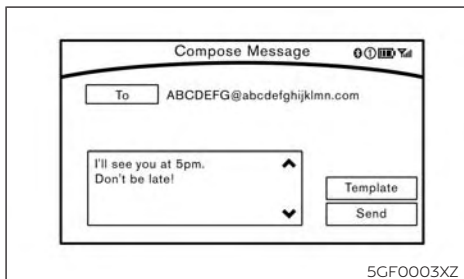 Compose Message
To
ABCDEFG@abcdefghijklmn.com
I'll see you at 5pm.
Don't be late!
Template
Send
5GF0003XZ